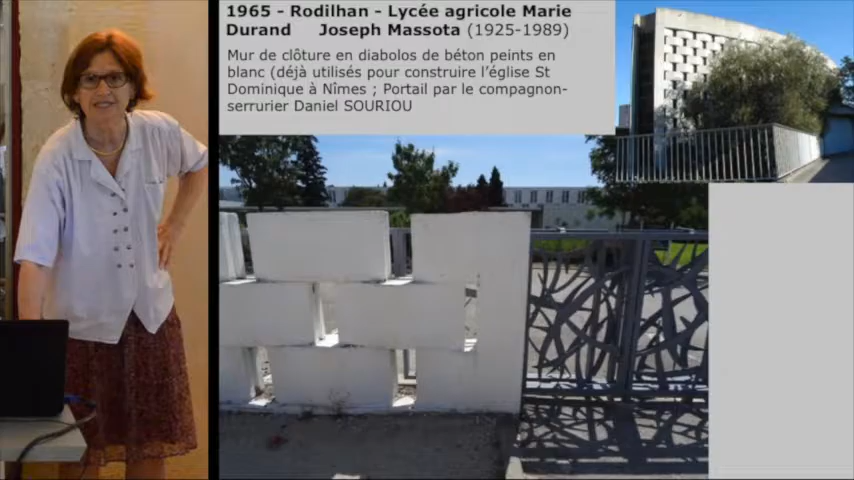 1965 - Rodilhan - Lycée agricole Marie
Durand Joseph Massota (1925-1989)
Mur de clôture en diabolos de béton peints en
blanc (déjà utilisés pour construire l'église St
Dominique à Nîmes ; Portail par le compagnon-
serrurier Daniel SOURIOU